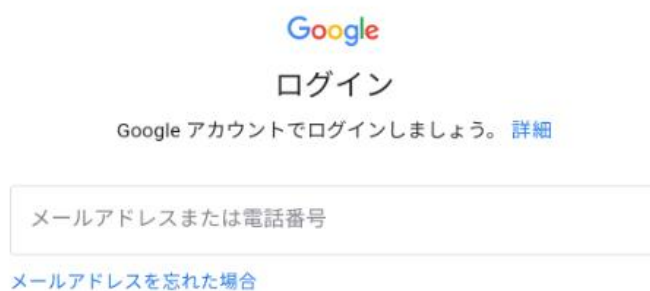 Google
ログイン
Google アカウントでログインしましょう。 詳細
メールアドレスまたは電話番号
メールアドレスを忘れた場合